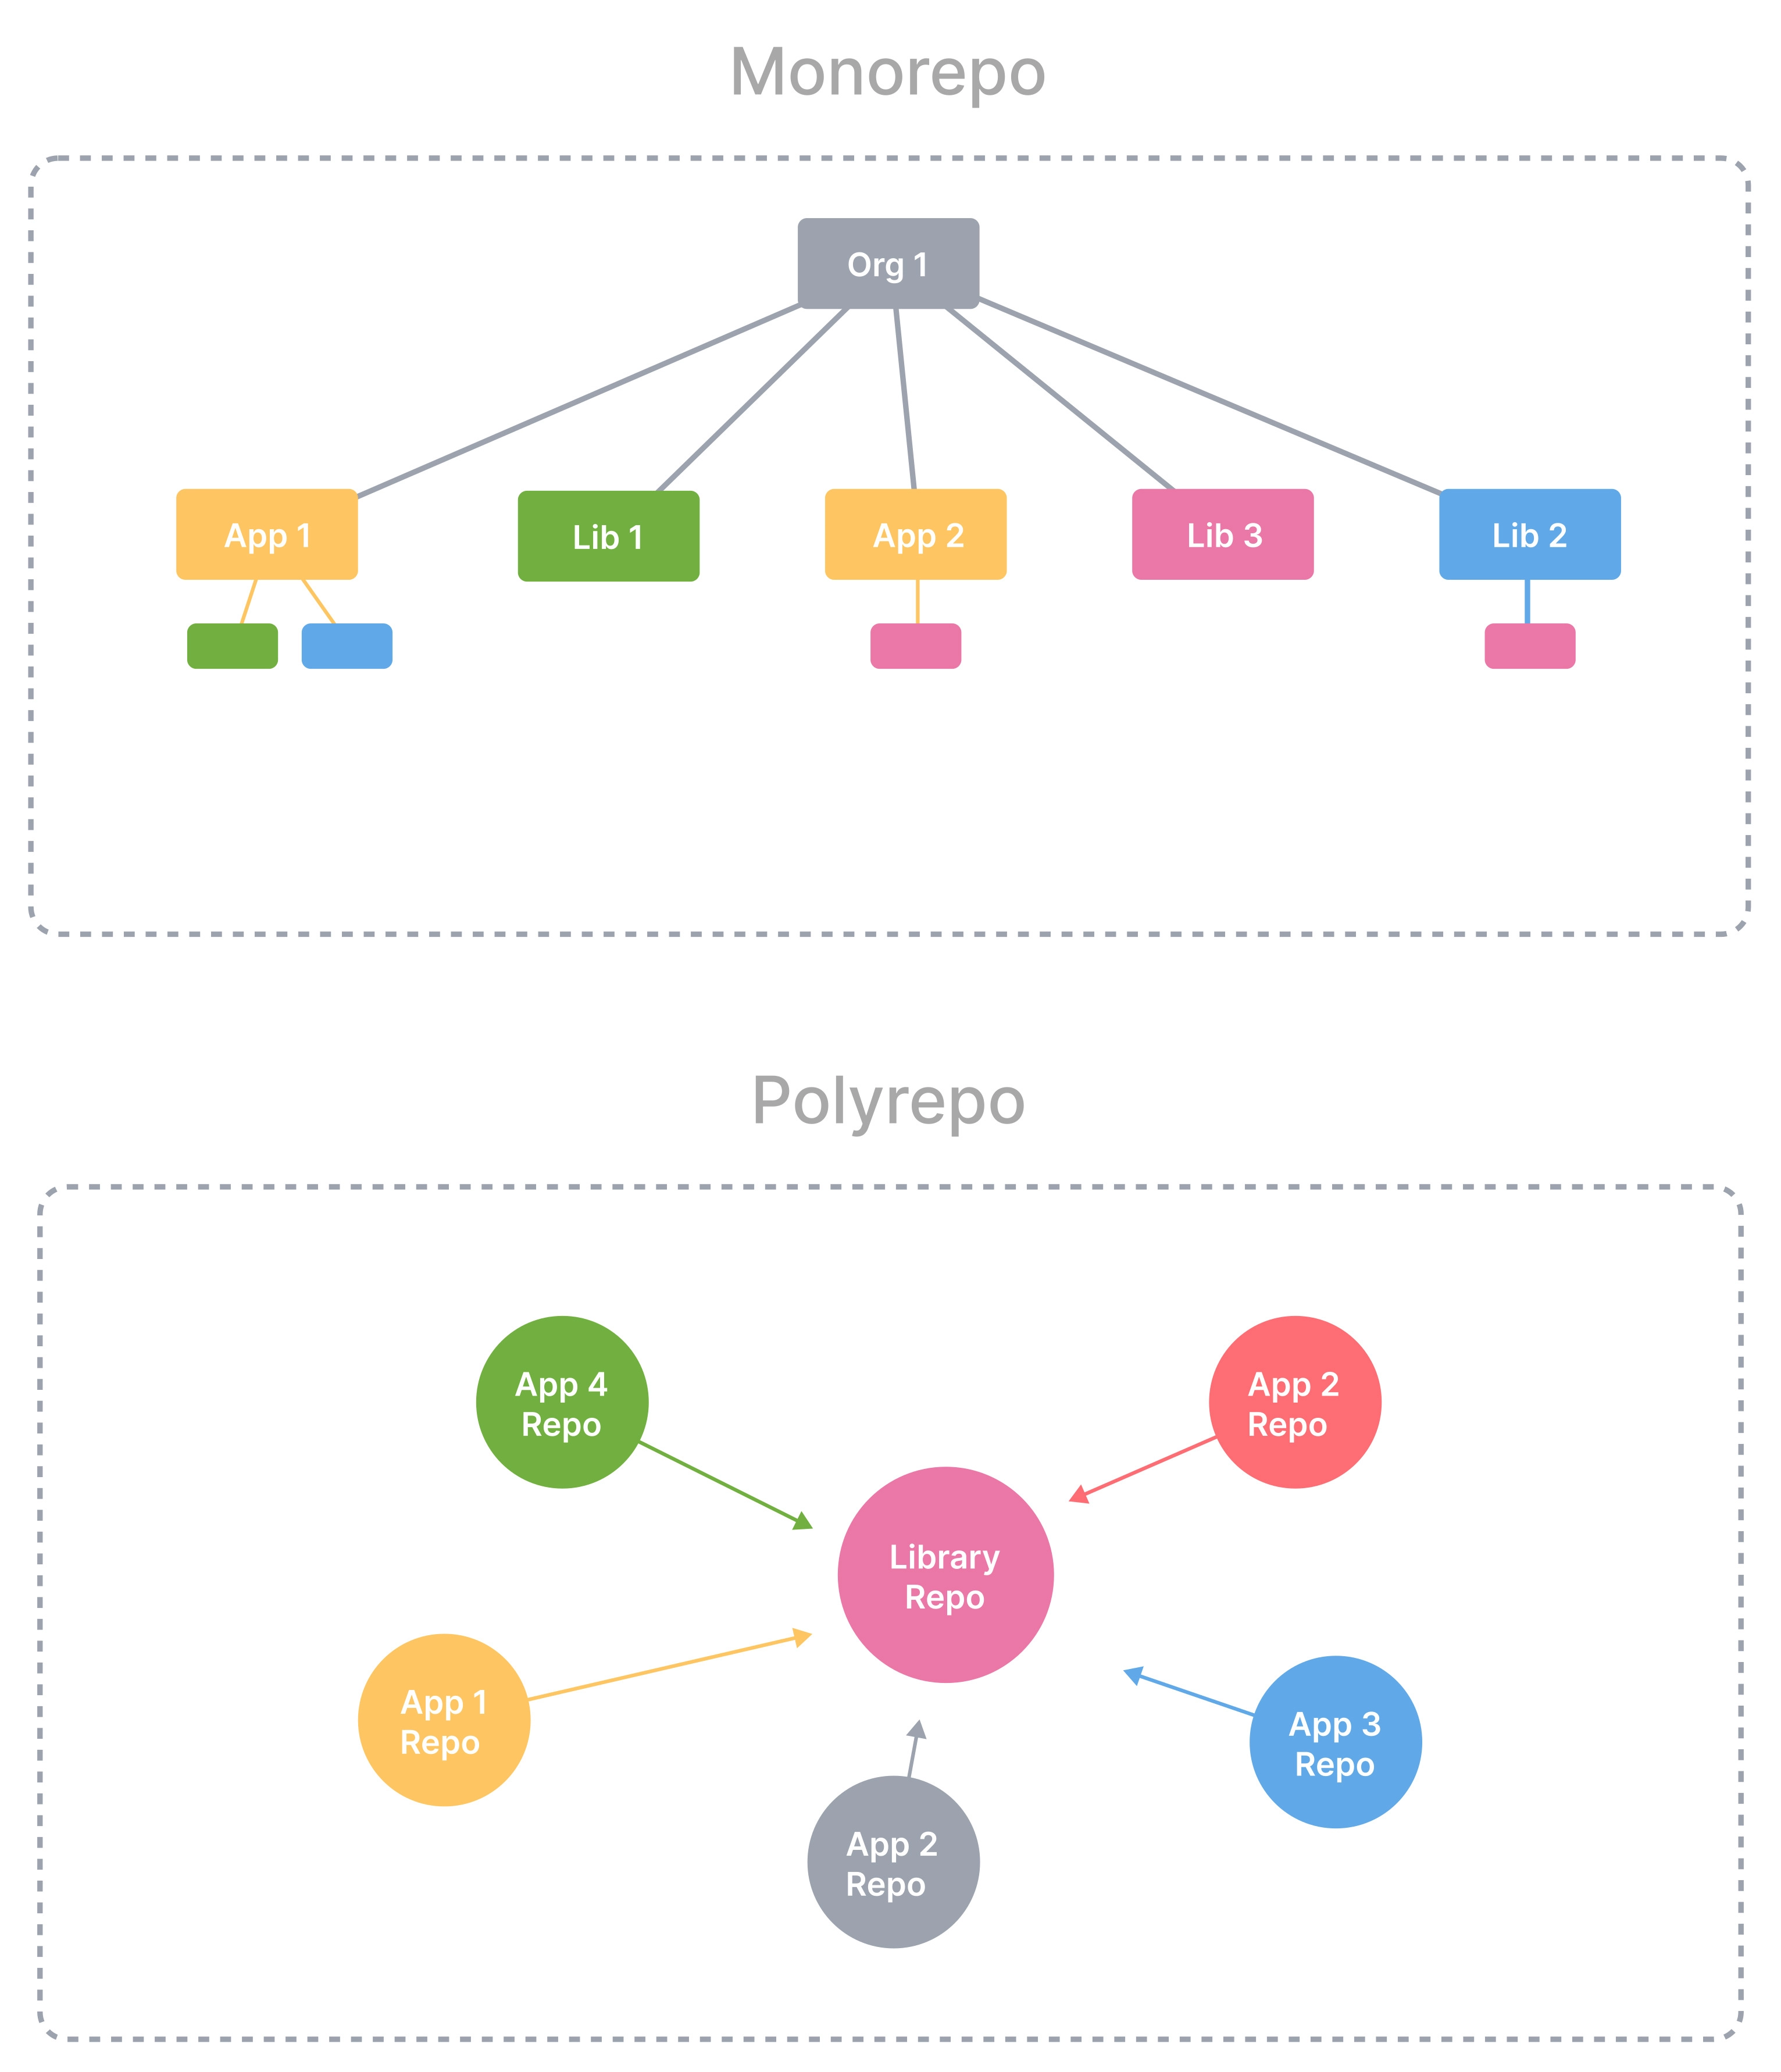 Monorepo
Org 1
App 1
Lib 1
App 2
Lib 3
Lib 2
Polyrepo
App 4
Repo
App 2
Repo
Library
Repo
App 1
Repo
App 3
Repo
App 2
Repo